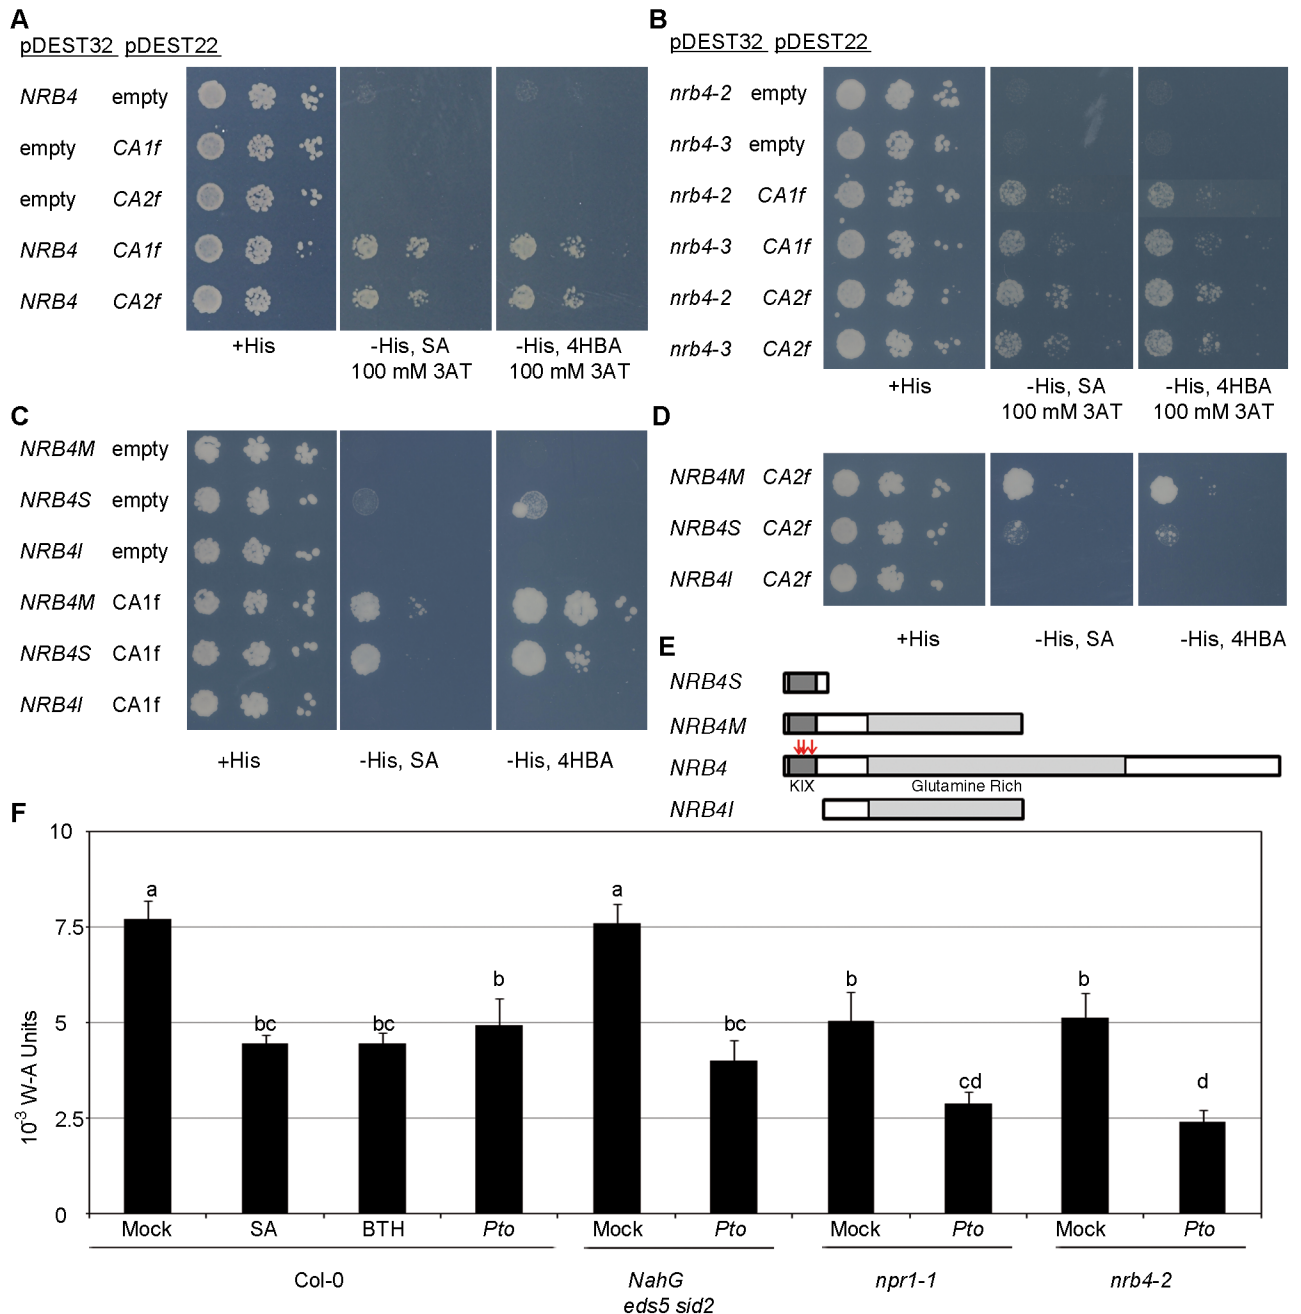 A
pDEST32 pDEST22
NRB4 empty
empty CA1f
empty CA2f
NRB4 CA1f
NRB4 CA2f
+His
-His, SA
100 mM 3AT
-His, 4HBA
100 mM 3AT
B
pDEST32 pDEST22
nrb4-2 empty
nrb4-3 empty
nrb4-2 CA1f
nrb4-3 CA1f
nrb4-2 CA2f
nrb4-3 CA2f
+His
-His, SA
100 mM 3AT
-His, 4HBA
100 mM 3AT
C
NRB4M empty
NRB4S empty
NRB4I empty
NRB4M CA1f
NRB4S CA1f
NRB4I CA1f
+His
-His, SA
-His, 4HBA
D
NRB4M CA2f
NRB4S CA2f
NRB4I CA2f
+His
-His, SA
-His, 4HBA
E
NRB4S
NRB4M
NRB4
KIX
Glutamine Rich
NRB4I
F
10⁻³ W-A Units
10
7.5
5
2.5
0
a
bc
bc
b
a
bc
b
cd
b
d
Mock SA BTH Pto Mock Pto Mock Pto Mock Pto
Col-0
NahG
eds5 sid2
npr1-1
nrb4-2